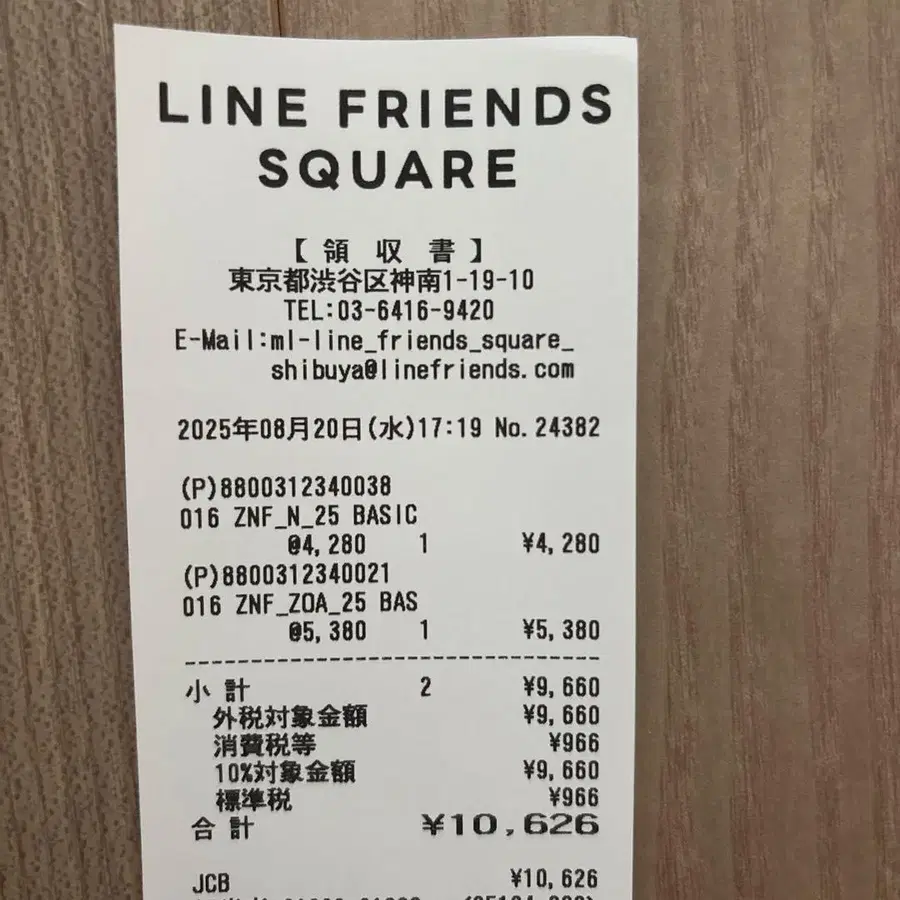 LINE FRIENDS
SQUARE
【 領 収 書 】
東京都渋谷区神南1-19-10
TEL:03-6416-9420
E-Mail:ml-line_friends_square_
shibuya@linefriends.com
2025年08月20日(水)17:19 No.24382
(P)8800312340038
016 ZNF_N_25 BASIC
@4,280 1 ¥4,280
(P)8800312340021
016 ZNF_ZOA_25 BAS
@5,380 1 ¥5,380
--------------------------------
小 計 2 ¥9,660
外税対象金額 ¥9,660
消費税等 ¥966
10%対象金額 ¥9,660
標準税 ¥966
合 計 ¥10,626
JCB ¥10,626